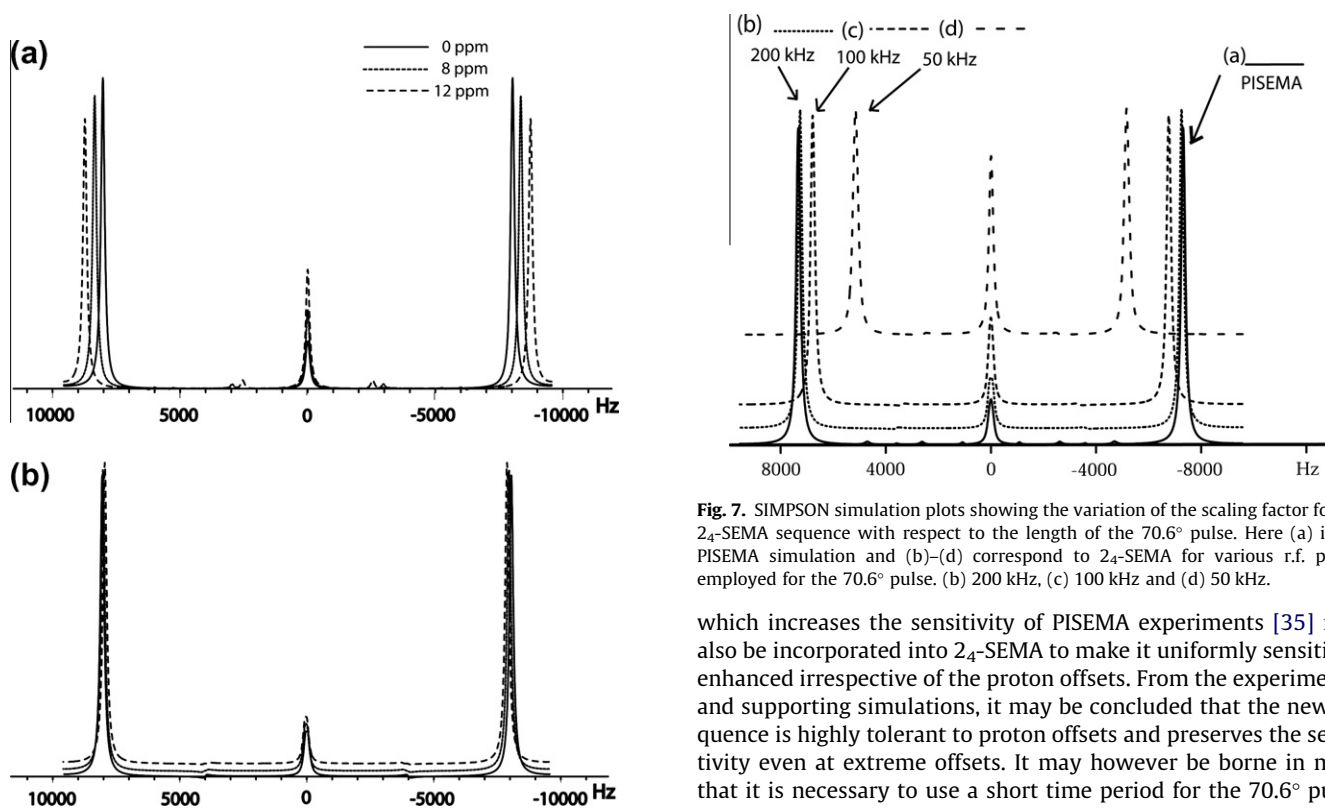 (a)
0 ppm
8 ppm
12 ppm
10000 5000 0 -5000 -10000 Hz
(b)
10000 5000 0 -5000 -10000 Hz
(b) (c) (d)
200 kHz 100 kHz 50 kHz
(a)
PISEMA
8000 4000 0 -4000 -8000 Hz
Fig. 7. SIMPSON simulation plots showing the variation of the scaling factor fo
2₄-SEMA sequence with respect to the length of the 70.6° pulse. Here (a) i
PISEMA simulation and (b)–(d) correspond to 2₄-SEMA for various r.f. p
employed for the 70.6° pulse. (b) 200 kHz, (c) 100 kHz and (d) 50 kHz.
which increases the sensitivity of PISEMA experiments [35]
also be incorporated into 2₄-SEMA to make it uniformly sensiti
enhanced irrespective of the proton offsets. From the experime
and supporting simulations, it may be concluded that the new
quence is highly tolerant to proton offsets and preserves the se
tivity even at extreme offsets. It may however be borne in m
that it is necessary to use a short time period for the 70.6° pu